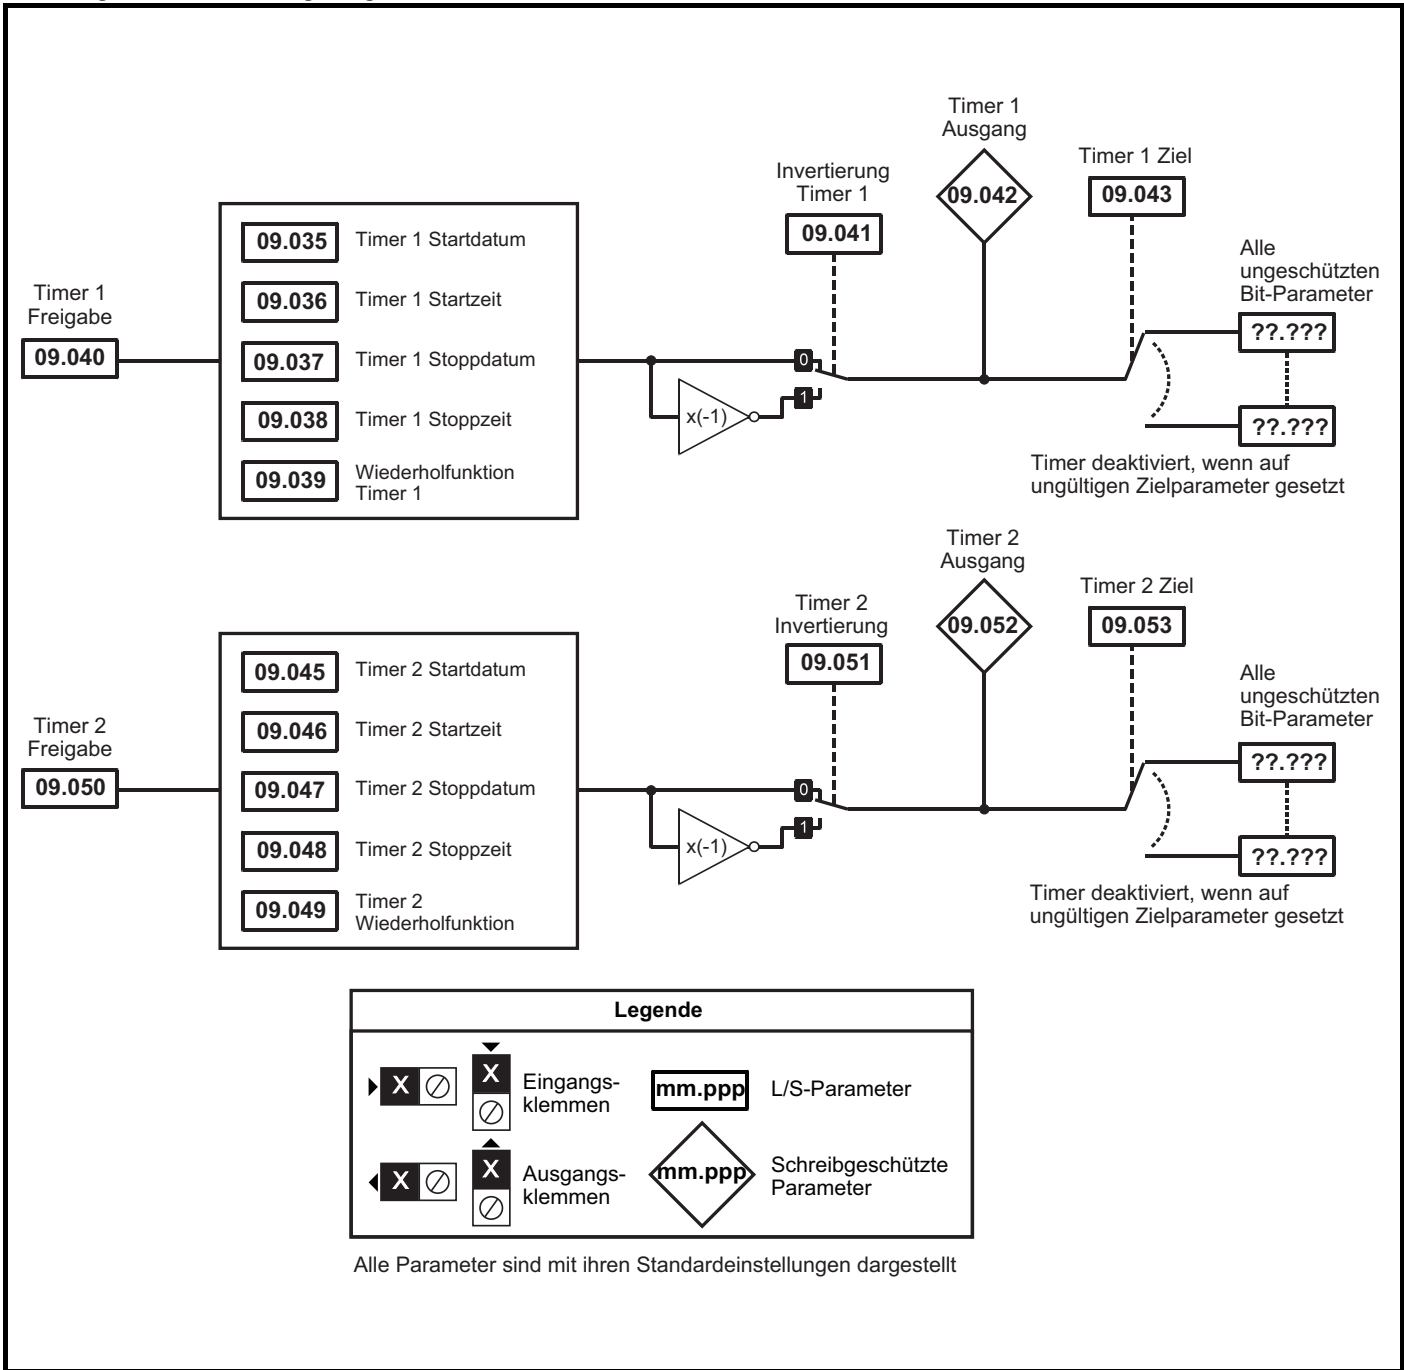 Timer 1
Freigabe
09.040
09.035 Timer 1 Startdatum
09.036 Timer 1 Startzeit
09.037 Timer 1 Stoppdatum
09.038 Timer 1 Stoppzeit
09.039 Wiederholfunktion
Timer 1
x(-1)
0
1
Invertierung
Timer 1
09.041
Timer 1
Ausgang
09.042
Timer 1 Ziel
09.043
Alle
ungeschützten
Bit-Parameter
??.???
??.???
Timer deaktiviert, wenn auf
ungültigen Zielparameter gesetzt
Timer 2
Freigabe
09.050
09.045 Timer 2 Startdatum
09.046 Timer 2 Startzeit
09.047 Timer 2 Stoppdatum
09.048 Timer 2 Stoppzeit
09.049 Timer 2
Wiederholfunktion
x(-1)
0
1
Timer 2
Invertierung
09.051
Timer 2
Ausgang
09.052
Timer 2 Ziel
09.053
Alle
ungeschützten
Bit-Parameter
??.???
??.???
Timer deaktiviert, wenn auf
ungültigen Zielparameter gesetzt
Legende
X X Eingangs-
klemmen
mm.ppp L/S-Parameter
X X Ausgangs-
klemmen
mm.ppp Schreibgeschützte
Parameter
Alle Parameter sind mit ihren Standardeinstellungen dargestellt